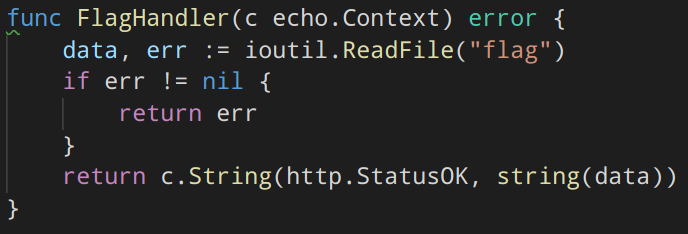 func FlagHandler(c echo.Context) error {
    data, err := ioutil.ReadFile("flag")
    if err != nil {
        return err
    }
    return c.String(http.StatusOK, string(data))
}